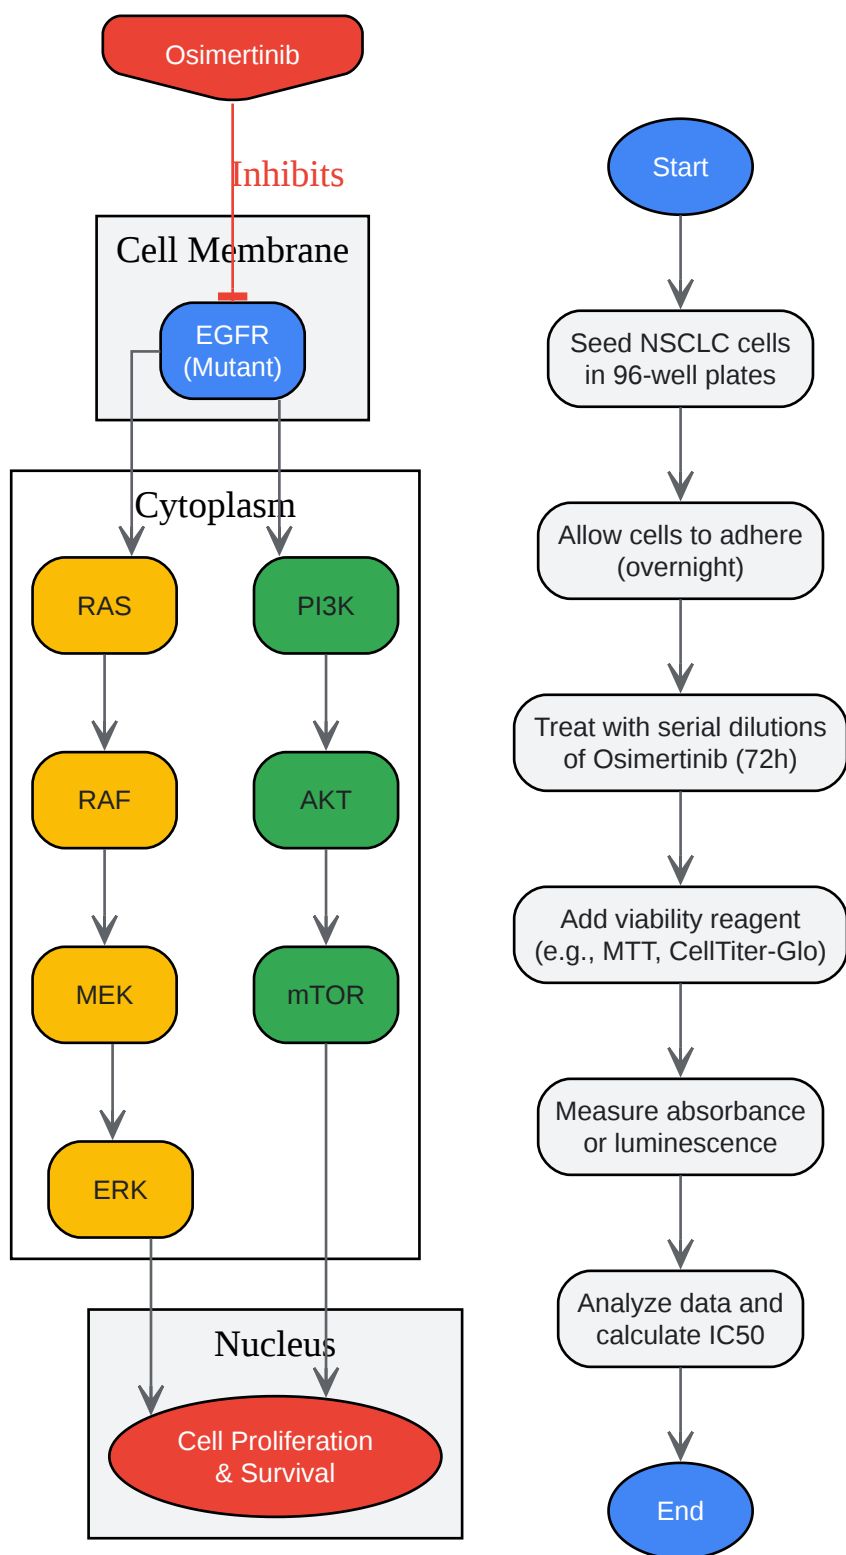 Osimertinib
Inhibits
Cell Membrane
EGFR
(Mutant)
Cytoplasm
RAS
PI3K
RAF
AKT
MEK
mTOR
ERK
Nucleus
Cell Proliferation
& Survival
Start
Seed NSCLC cells
in 96-well plates
Allow cells to adhere
(overnight)
Treat with serial dilutions
of Osimertinib (72h)
Add viability reagent
(e.g., MTT, CellTiter-Glo)
Measure absorbance
or luminescence
Analyze data and
calculate IC50
End